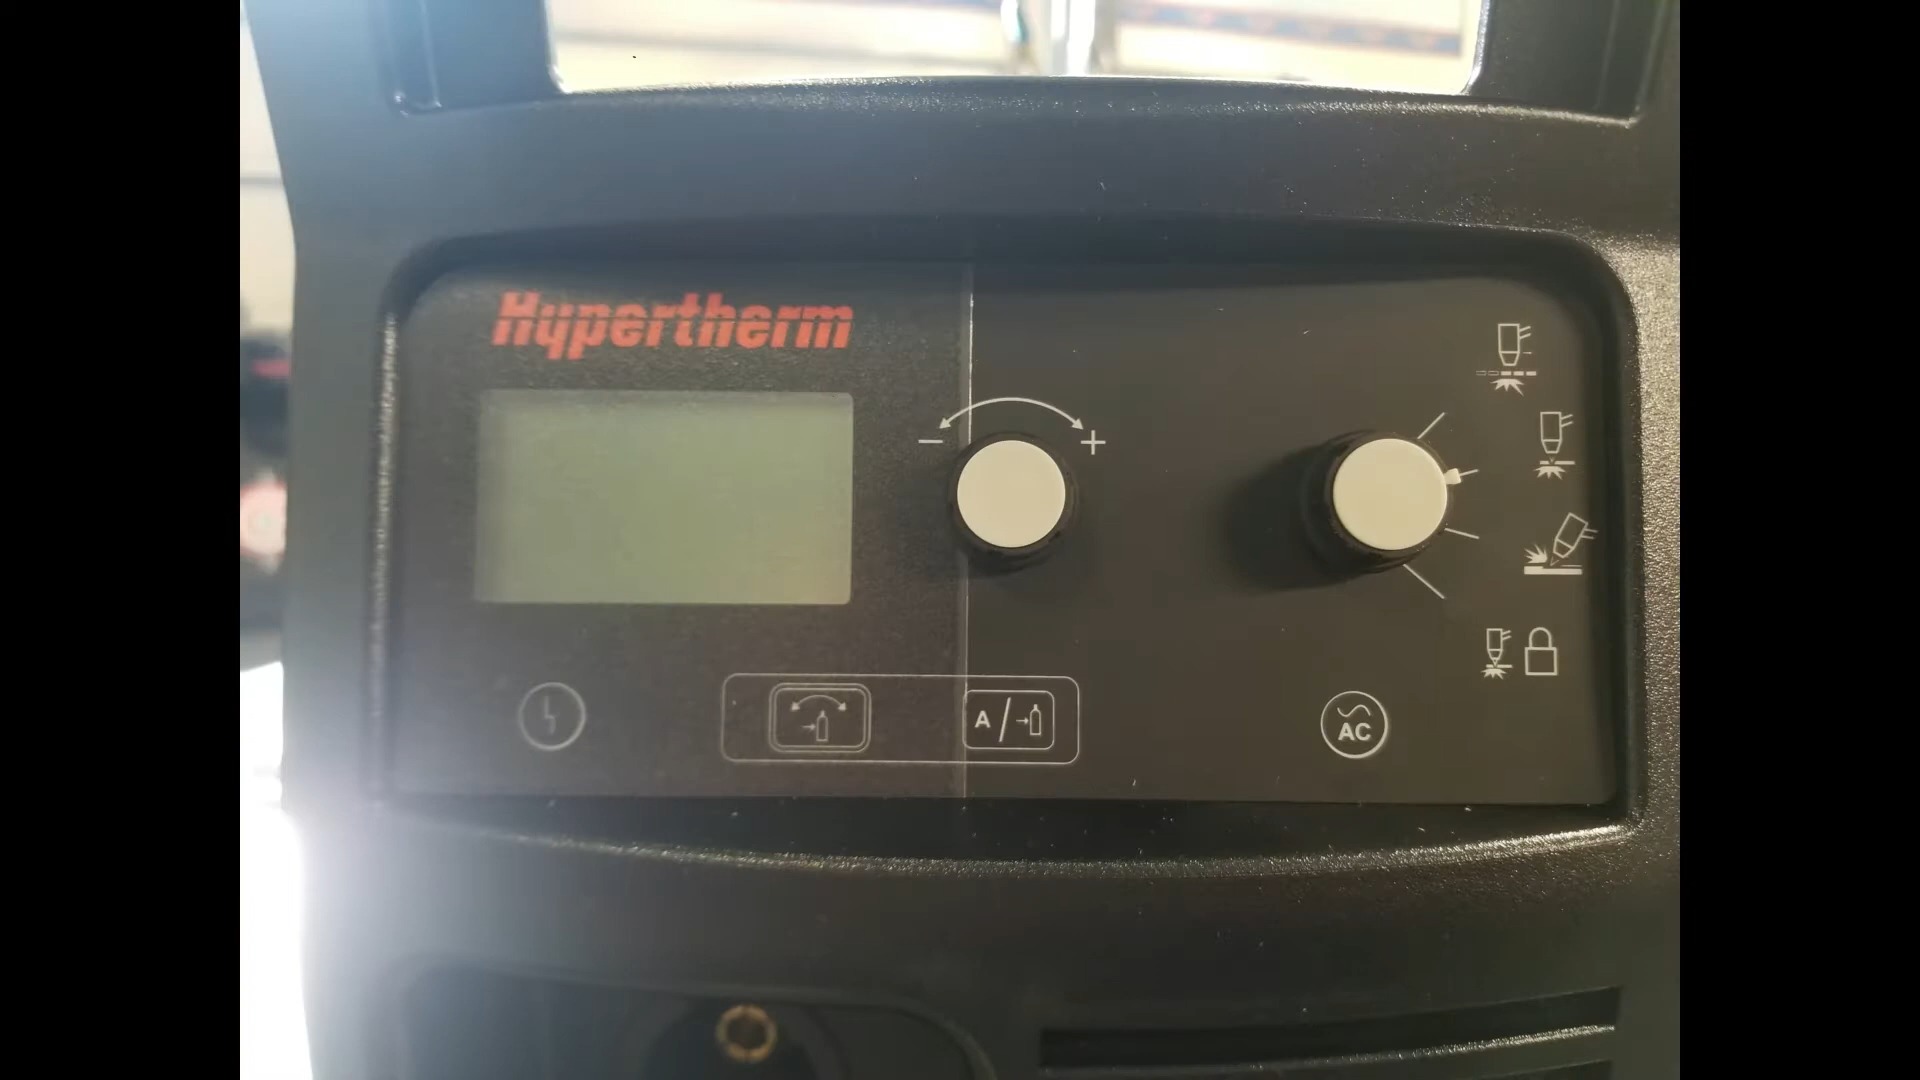 Hypertherm
− +
A/
AC